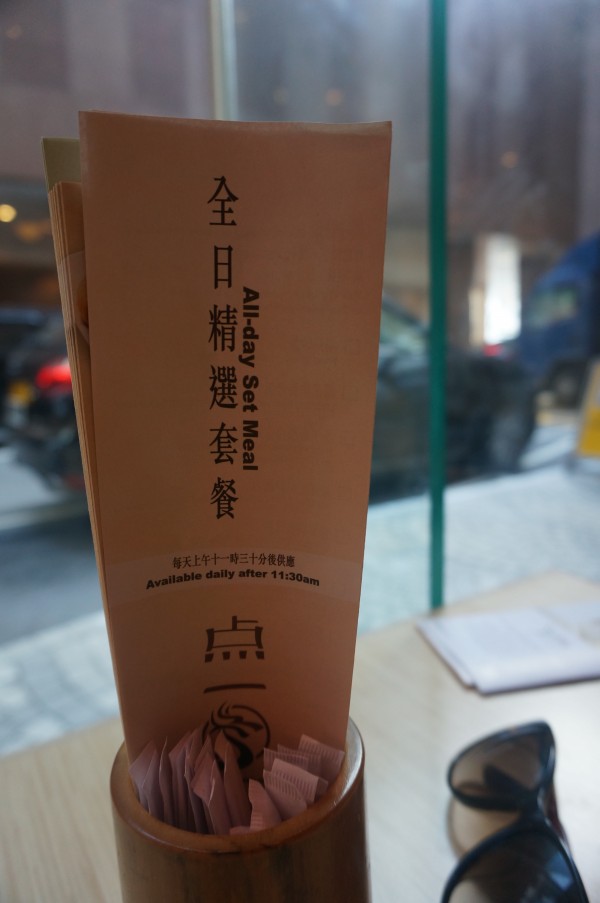 全日精選套餐
All-day Set Meal
每天上午十一時三十分後供應
Available daily after 11:30am
点一